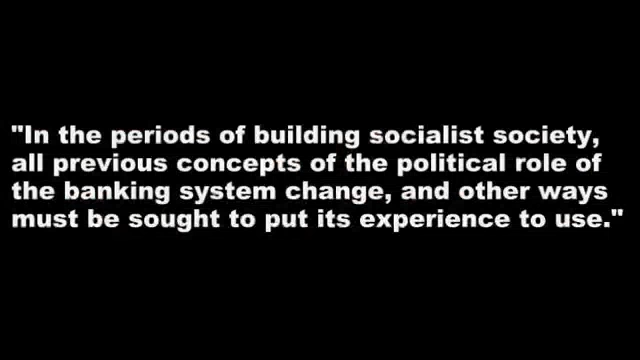 "In the periods of building socialist society,
all previous concepts of the political role of
the banking system change, and other ways
must be sought to put its experience to use."